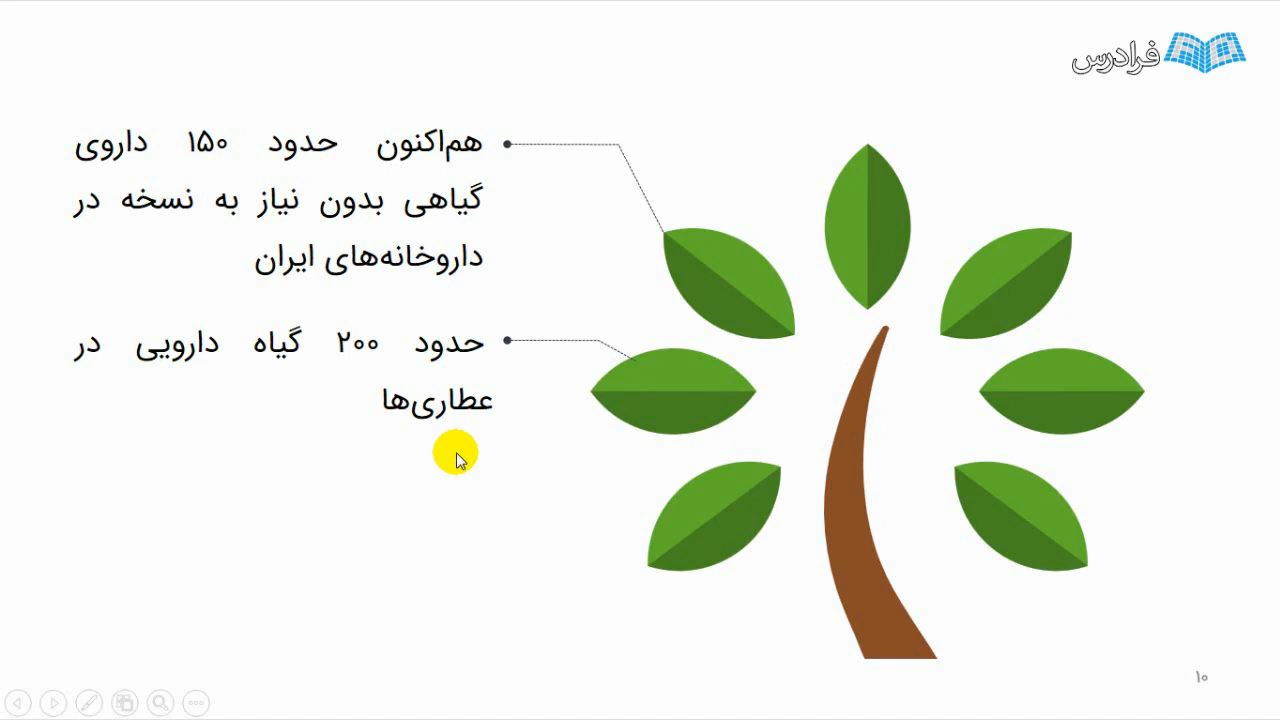 فرادرس
هم‌اکنون حدود ۱۵۰ داروی
گیاهی بدون نیاز به نسخه در
داروخانه‌های ایران
حدود ۲۰۰ گیاه دارویی در
عطاری‌ها
۱۰